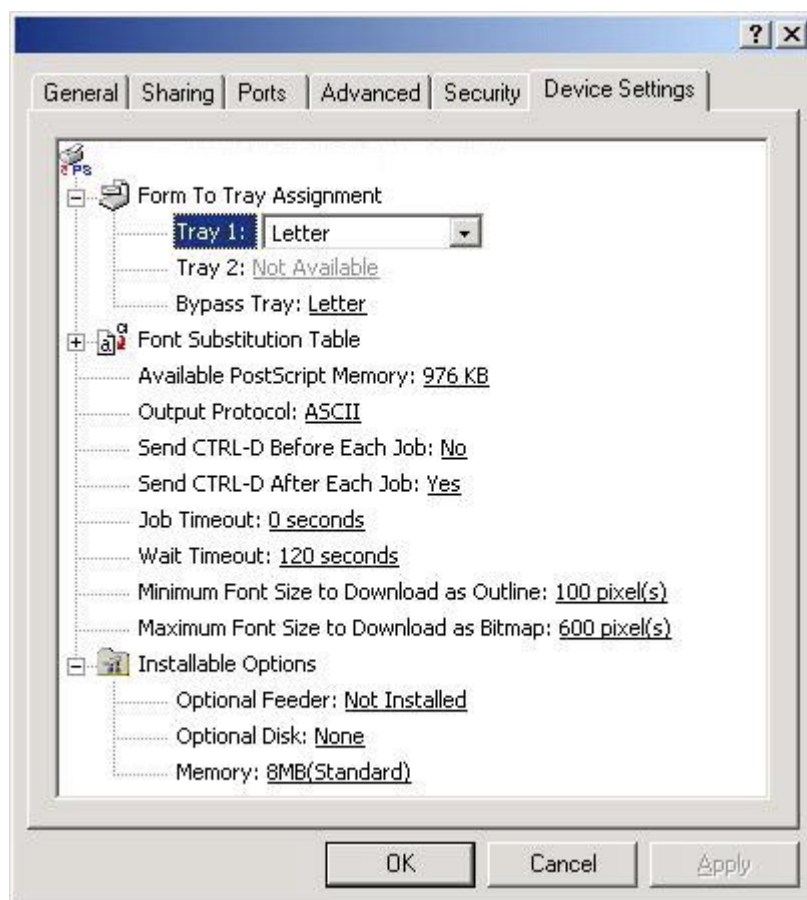 General Sharing Ports Advanced Security Device Settings
PS
Form To Tray Assignment
Tray 1: Letter
Tray 2: Not Available
Bypass Tray: Letter
Font Substitution Table
Available PostScript Memory: 976 KB
Output Protocol: ASCII
Send CTRL-D Before Each Job: No
Send CTRL-D After Each Job: Yes
Job Timeout: 0 seconds
Wait Timeout: 120 seconds
Minimum Font Size to Download as Outline: 100 pixel(s)
Maximum Font Size to Download as Bitmap: 600 pixel(s)
Installable Options
Optional Feeder: Not Installed
Optional Disk: None
Memory: 8MB(Standard)
OK Cancel Apply